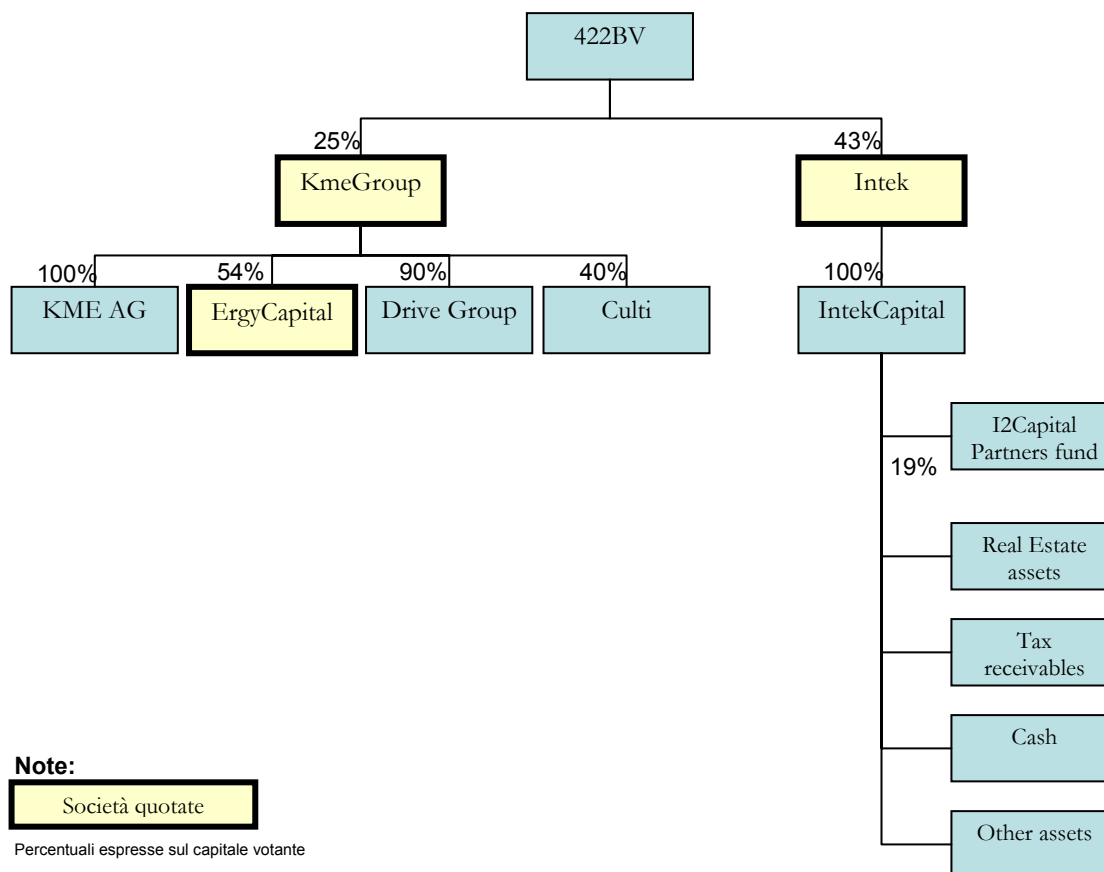 422BV
25%
43%
KmeGroup
Intek
100%
54%
90%
40%
100%
KME AG
ErgyCapital
Drive Group
Culti
IntekCapital
I2Capital
Partners fund
19%
Real Estate
assets
Tax
receivables
Cash
Note:
Società quotate
Other assets
Percentuali espresse sul capitale votante